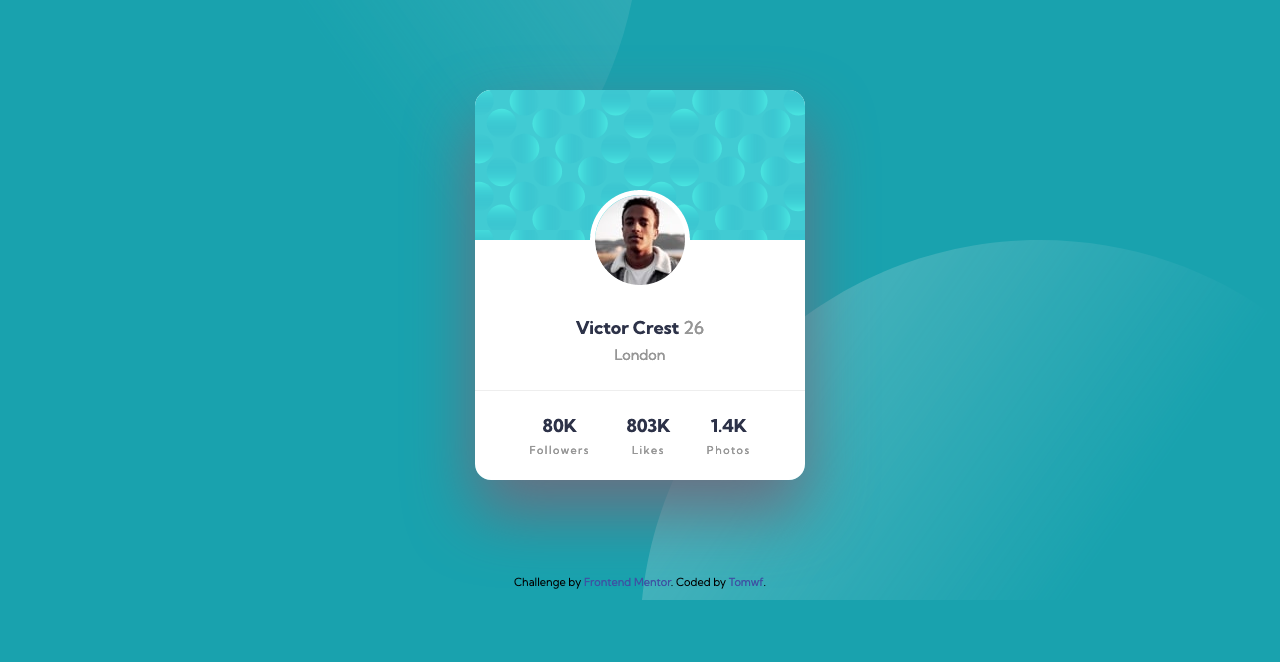 Victor Crest 26
London
80K 803K 1.4K
Followers Likes Photos
Challenge by Frontend Mentor. Coded by Tomwf.